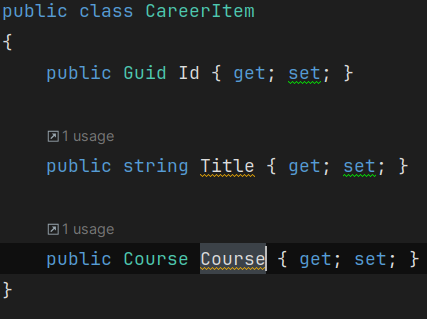 public class CareerItem
{
public Guid Id { get; set; }
1 usage
public string Title { get; set; }
1 usage
public Course Course { get; set; }
}